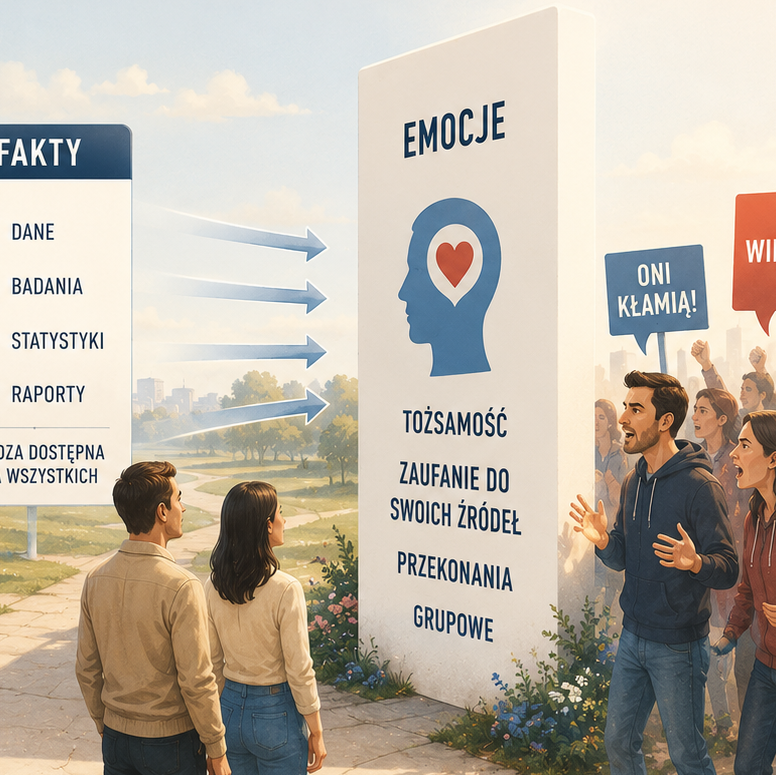 FAKTY
DANE
BADANIA
STATYSTYKI
RAPORTY
DOSTĘPNA
WSZYSTKICH
EMOCJE
TOŻSAMOŚĆ
ZAUFANIE DO
SWOICH ŹRÓDEŁ
PRZEKONANIA
GRUPOWE
ONI
KŁAMIĄ!